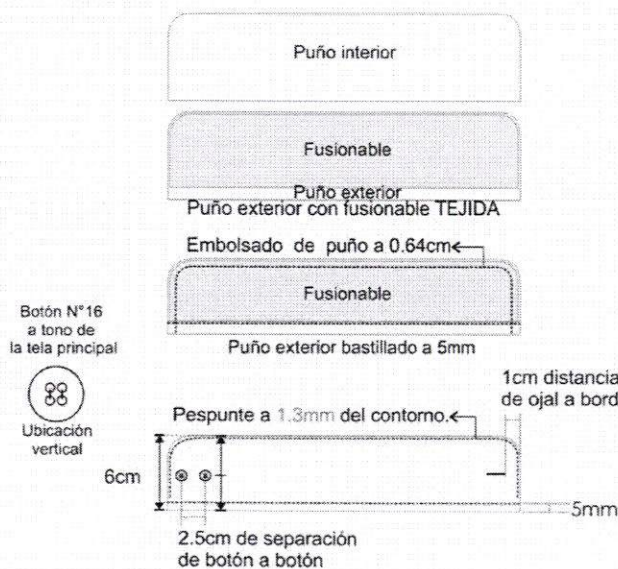 Puño interior
Fusionable
Puño exterior
Puño exterior con fusionable TEJIDA
Embolsado de puño a 0.64cm
Fusionable
Puño exterior bastillado a 5mm
Botón N°16
a tono de
la tela principal
Ubicación
vertical
1cm distancia
de ojal a bord
Pespunte a 1.3mm del contorno.
6cm
5mm
2.5cm de separación
de botón a botón